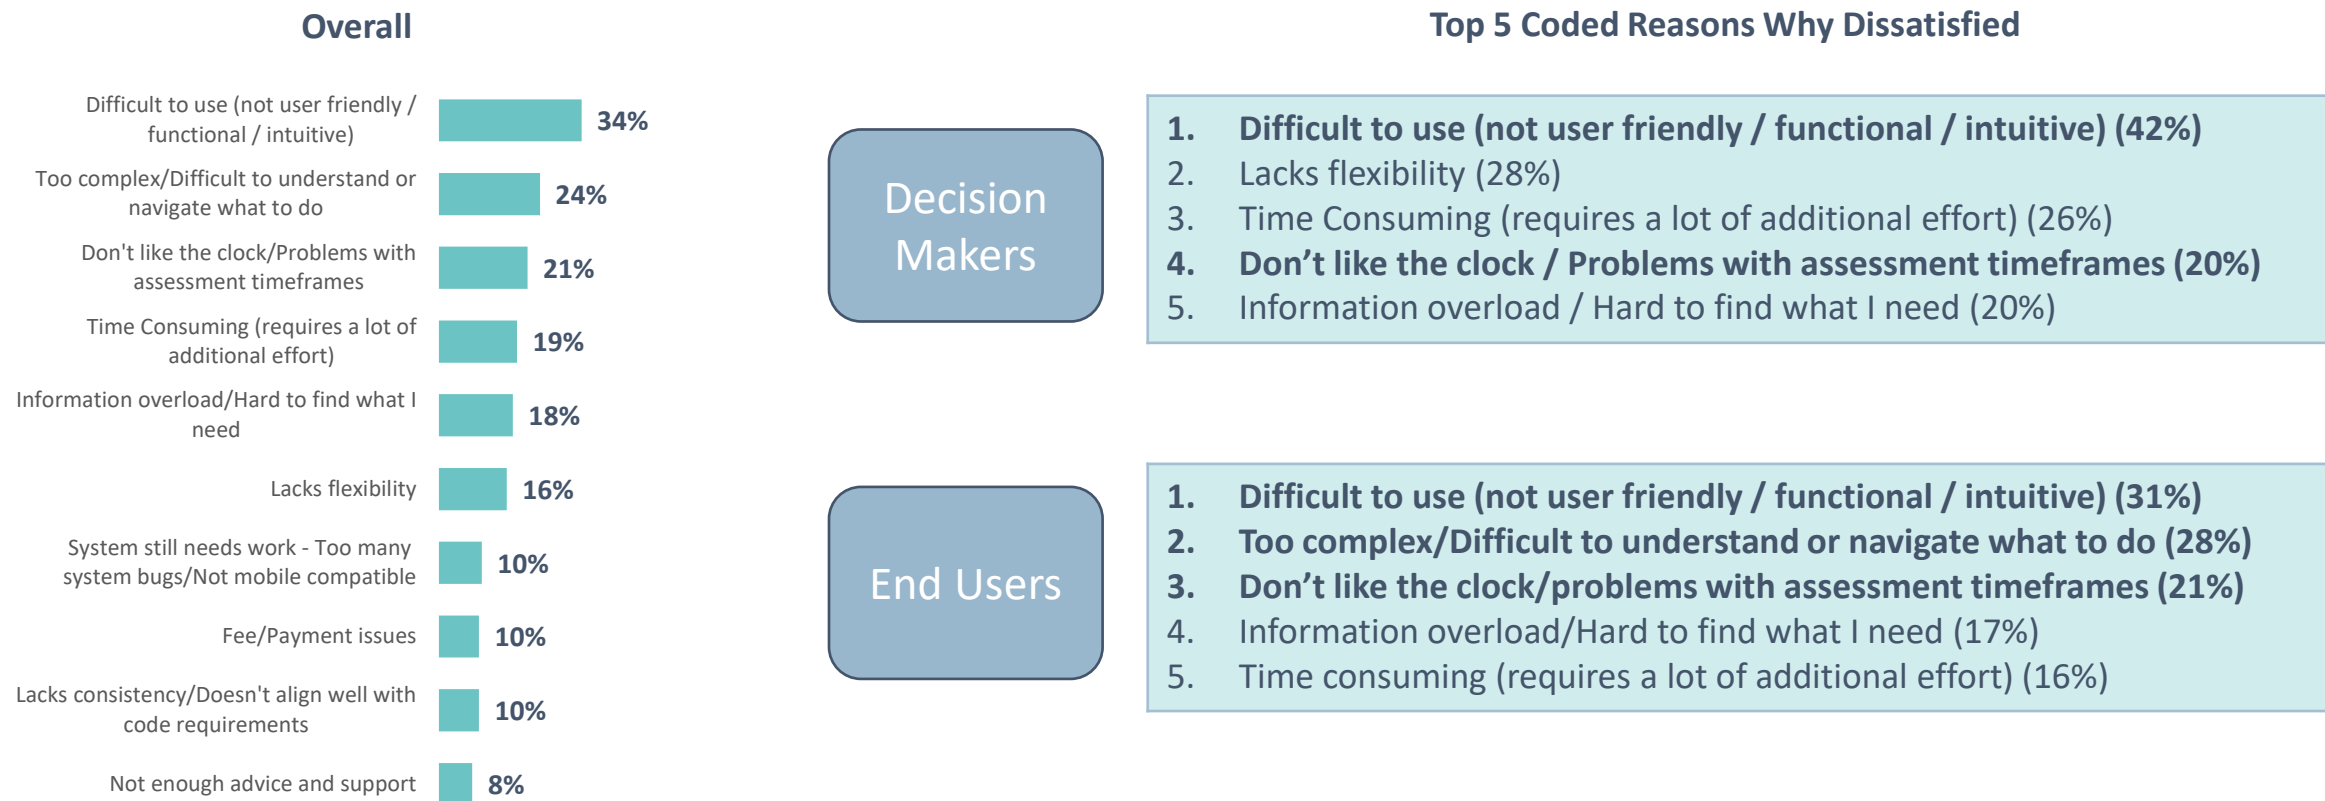 Overall
Difficult to use (not user friendly /
functional / intuitive)
34%
Too complex/Difficult to understand or
navigate what to do
24%
Don't like the clock/Problems with
assessment timeframes
21%
Time Consuming (requires a lot of
additional effort)
19%
Information overload/Hard to find what I
need
18%
Lacks flexibility
16%
System still needs work - Too many
system bugs/Not mobile compatible
10%
Fee/Payment issues
10%
Lacks consistency/Doesn't align well with
code requirements
10%
Not enough advice and support
8%
Top 5 Coded Reasons Why Dissatisfied
Decision
Makers
1. Difficult to use (not user friendly / functional / intuitive) (42%)
2. Lacks flexibility (28%)
3. Time Consuming (requires a lot of additional effort) (26%)
4. Don’t like the clock / Problems with assessment timeframes (20%)
5. Information overload / Hard to find what I need (20%)
End Users
1. Difficult to use (not user friendly / functional / intuitive) (31%)
2. Too complex/Difficult to understand or navigate what to do (28%)
3. Don’t like the clock/problems with assessment timeframes (21%)
4. Information overload/Hard to find what I need (17%)
5. Time consuming (requires a lot of additional effort) (16%)